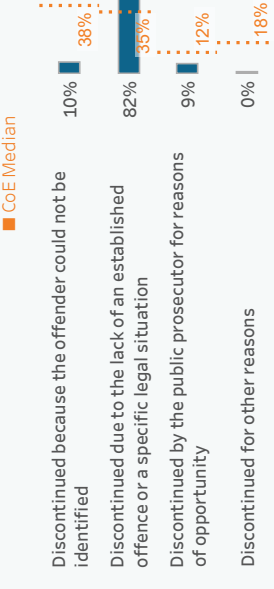 CoE Median
Discontinued because the offender could not be
identified
10%
38%
Discontinued due to the lack of an established
offence or a specific legal situation
82%
35%
Discontinued by the public prosecutor for reasons
of opportunity
9%
12%
Discontinued for other reasons
0%
18%